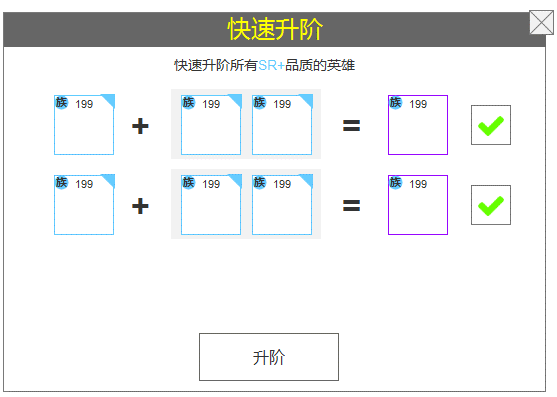 快速升阶
快速升阶所有SR+品质的英雄
族 199 + 族 199 族 199 = 族 199
族 199 + 族 199 族 199 = 族 199
升阶